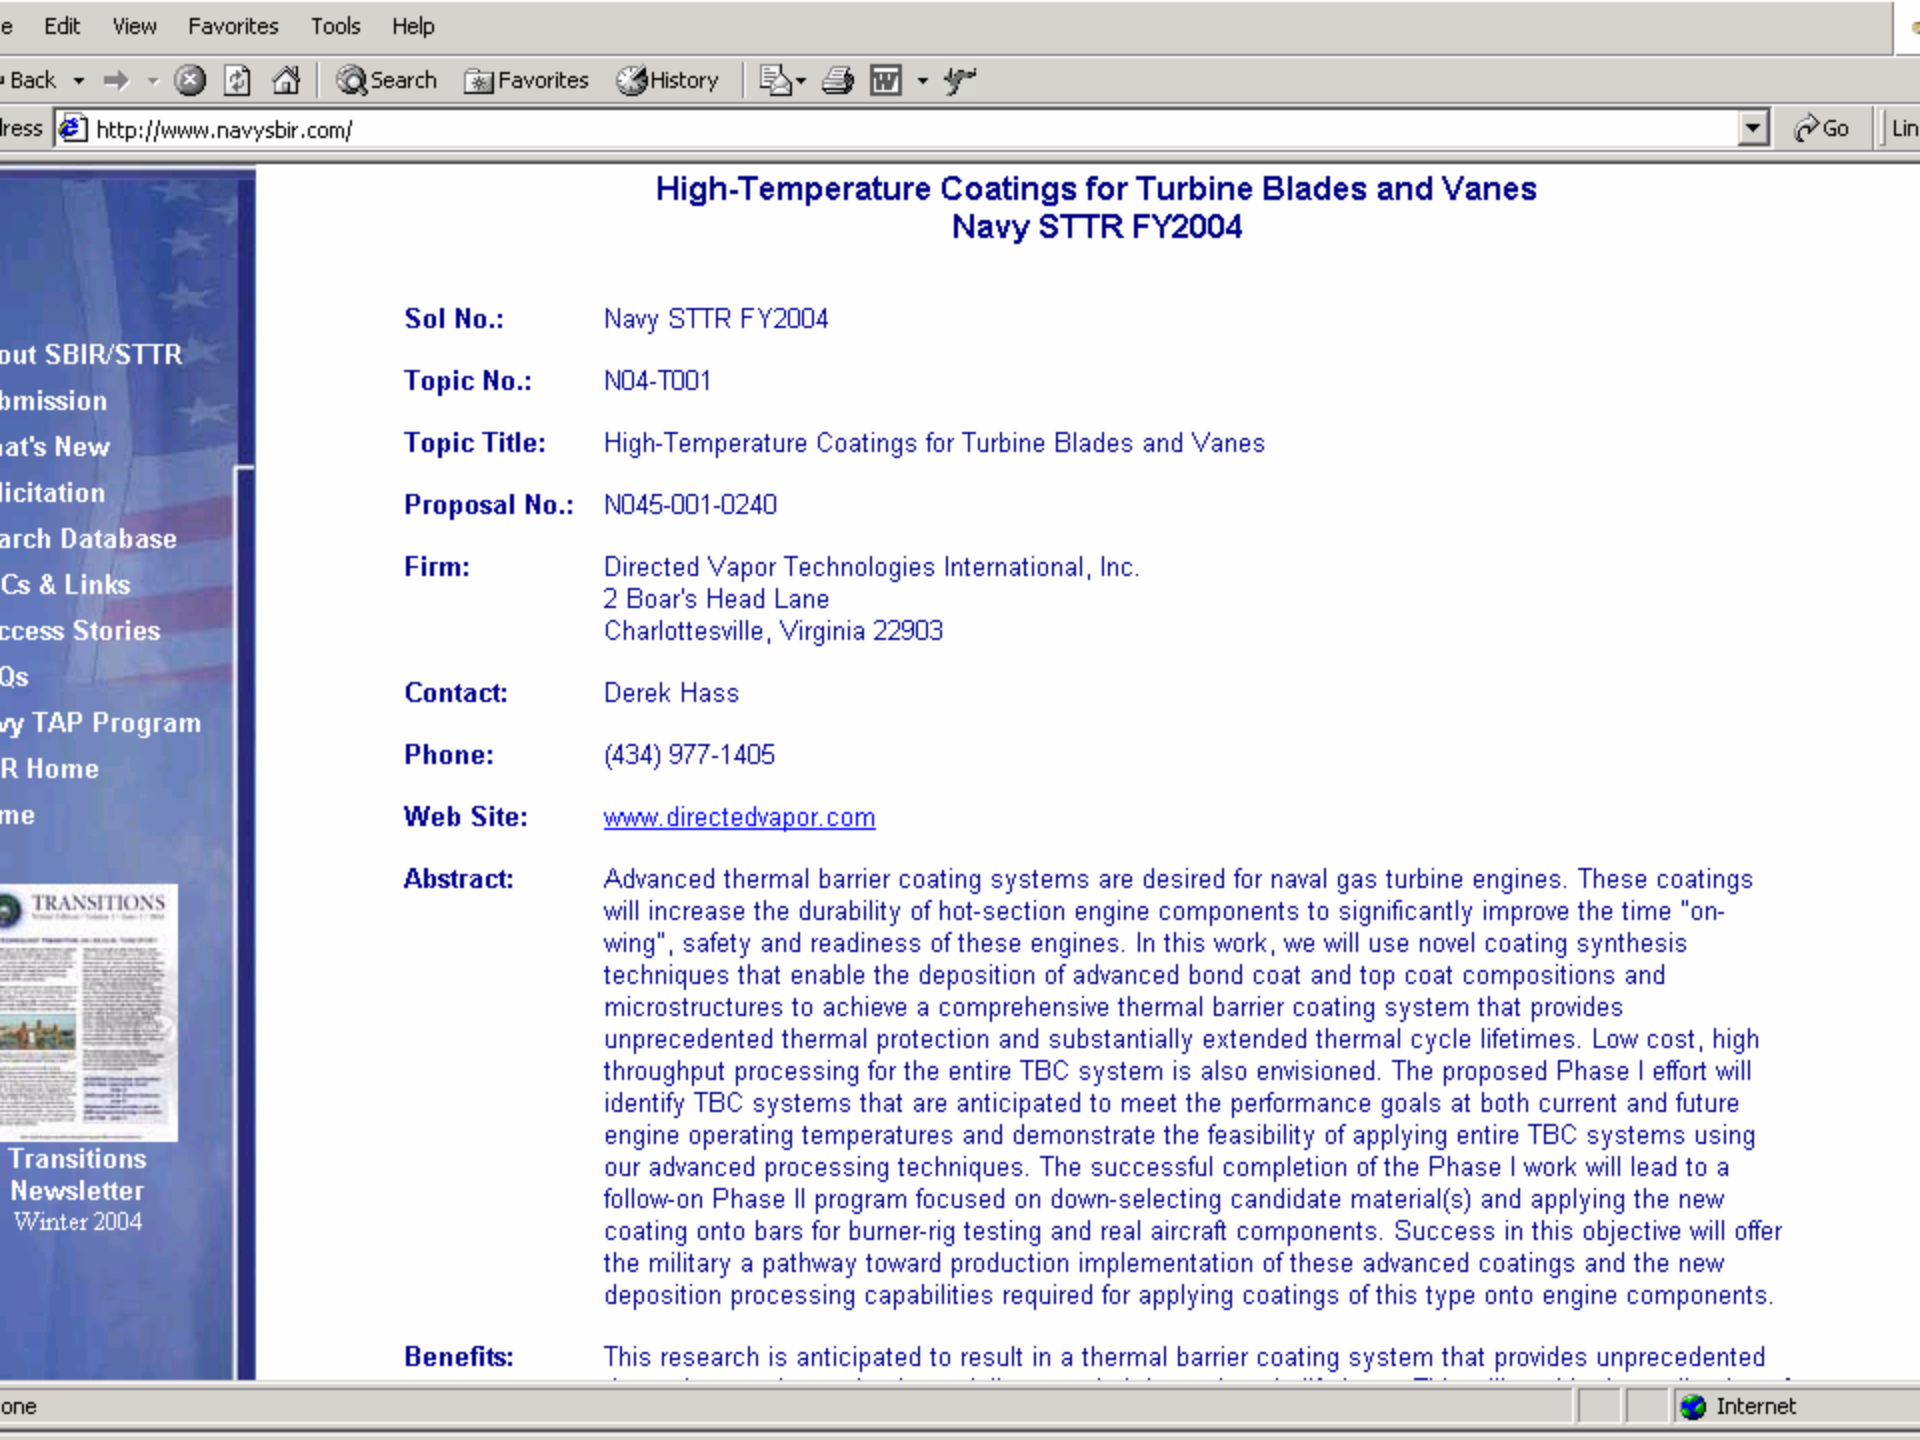 Edit View Favorites Tools Help
Back Search Favorites History
http://www.navysbir.com/ Go
High-Temperature Coatings for Turbine Blades and Vanes
Navy STTR FY2004
Sol No.: Navy STTR FY2004
out SBIR/STTR
Topic No.: N04-T001
bmission
Topic Title: High-Temperature Coatings for Turbine Blades and Vanes
at's New
licitation
Proposal No.: N045-001-0240
arch Database
Firm: Directed Vapor Technologies International, Inc.
Cs & Links
2 Boar's Head Lane
Charlottesville, Virginia 22903
ccess Stories
Qs
Contact: Derek Hass
vy TAP Program
Phone: (434) 977-1405
R Home
me
Web Site: www.directedvapor.com
Abstract: Advanced thermal barrier coating systems are desired for naval gas turbine engines. These coatings
will increase the durability of hot-section engine components to significantly improve the time "on-
wing", safety and readiness of these engines. In this work, we will use novel coating synthesis
techniques that enable the deposition of advanced bond coat and top coat compositions and
microstructures to achieve a comprehensive thermal barrier coating system that provides
unprecedented thermal protection and substantially extended thermal cycle lifetimes. Low cost, high
throughput processing for the entire TBC system is also envisioned. The proposed Phase I effort will
identify TBC systems that are anticipated to meet the performance goals at both current and future
engine operating temperatures and demonstrate the feasibility of applying entire TBC systems using
our advanced processing techniques. The successful completion of the Phase I work will lead to a
follow-on Phase II program focused on down-selecting candidate material(s) and applying the new
coating onto bars for burner-rig testing and real aircraft components. Success in this objective will offer
the military a pathway toward production implementation of these advanced coatings and the new
deposition processing capabilities required for applying coatings of this type onto engine components.
TRANSITIONS
Transitions
Newsletter
Winter 2004
Benefits: This research is anticipated to result in a thermal barrier coating system that provides unprecedented
one Internet